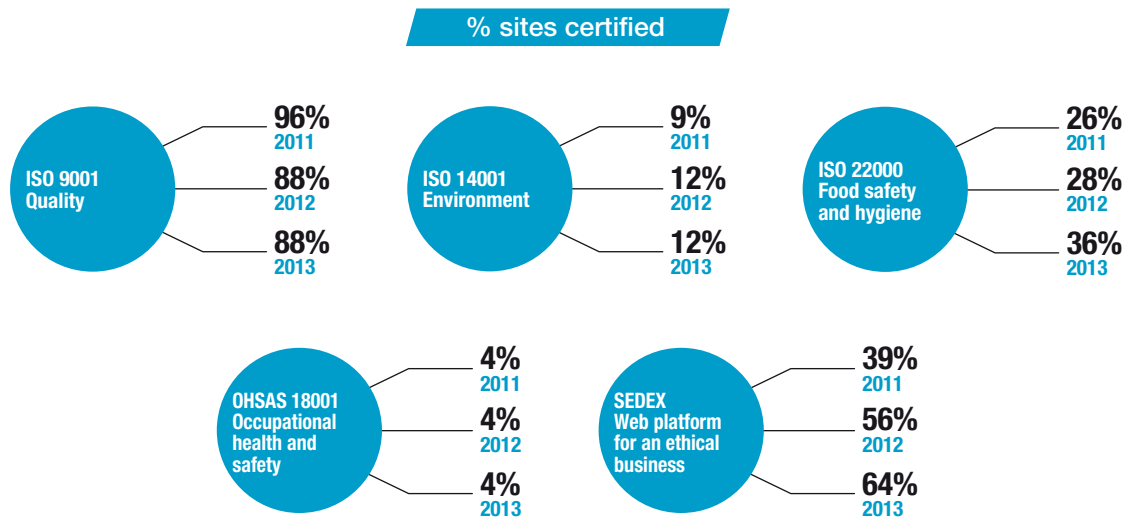 % sites certified
ISO 9001
Quality
96%
2011
88%
2012
88%
2013
ISO 14001
Environment
9%
2011
12%
2012
12%
2013
ISO 22000
Food safety
and hygiene
26%
2011
28%
2012
36%
2013
OHSAS 18001
Occupational
health and
safety
4%
2011
4%
2012
4%
2013
SEDEX
Web platform
for an ethical
business
39%
2011
56%
2012
64%
2013